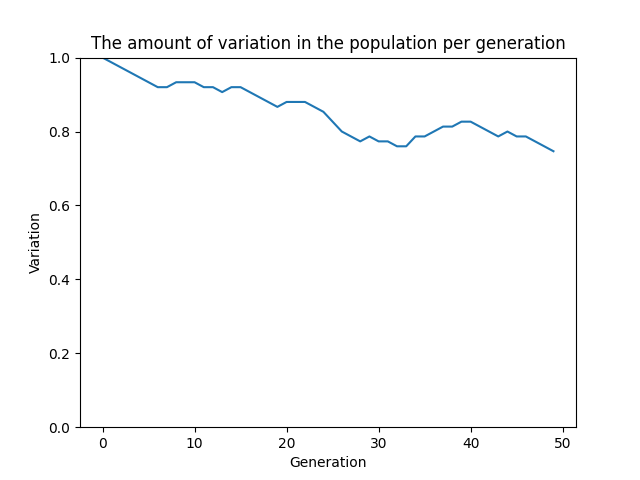 The amount of variation in the population per generation
1.0
0.8
0.6
0.4
0.2
0.0
Variation
0 10 20 30 40 50
Generation